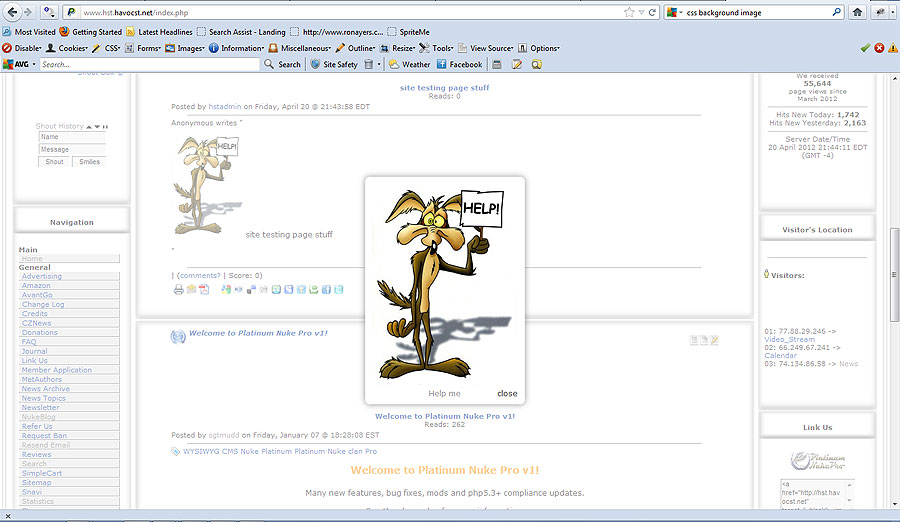 www.hst.havocst.net/index.php
css background image
Most Visited Getting Started Latest Headlines Search Assist - Landing http://www.ronayers.c... SpriteMe
Disable Cookies CSS Forms Images Information Miscellaneous Outline Resize Tools View Source Options
AVG Search... Search Site Safety Weather Facebook
site testing page stuff
Reads: 0
Posted by hstadmin on Friday, April 20 @ 21:43:58 EDT
Anonymous writes "
HELP!
site testing page stuff
"
| (comments? | Score: 0)
Shout History
Name
Message
Shout Smilies
Navigation
Main
Home
General
Advertising
Amazon
AvantGo
Change Log
Credits
CZNews
Donations
FAQ
Journal
Link Us
Member Application
MetAuthors
News Archive
News Topics
Newsletter
NukeBlog
Refer Us
Request Ban
Resend Email
Reviews
Search
SimpleCart
Sitemap
Snavi
Statistics
HELP!
Help me close
Welcome to Platinum Nuke Pro v1!
Welcome to Platinum Nuke Pro v1!
Reads: 262
Posted by sgtmudd on Friday, January 07 @ 18:28:08 EST
WYSIWYG CMS Nuke Platinum Platinum Nuke clan Pro
Welcome to Platinum Nuke Pro v1!
Many new features, bug fixes, mods and php5.3+ compliance updates.
We received
55,644
page views since
March 2012
Hits New Today: 1,742
Hits New Yesterday: 2,163
Server Date/Time
20 April 2012 21:44:11 EDT
(GMT -4)
Visitor's Location
Visitors:
01: 77.88.29.246 ->
Video_Stream
02: 66.249.67.241 ->
Calendar
03: 74.134.86.58 -> News
Link Us
Platinum
NukePro
<a
href="http://hst.hav
ocst.net"